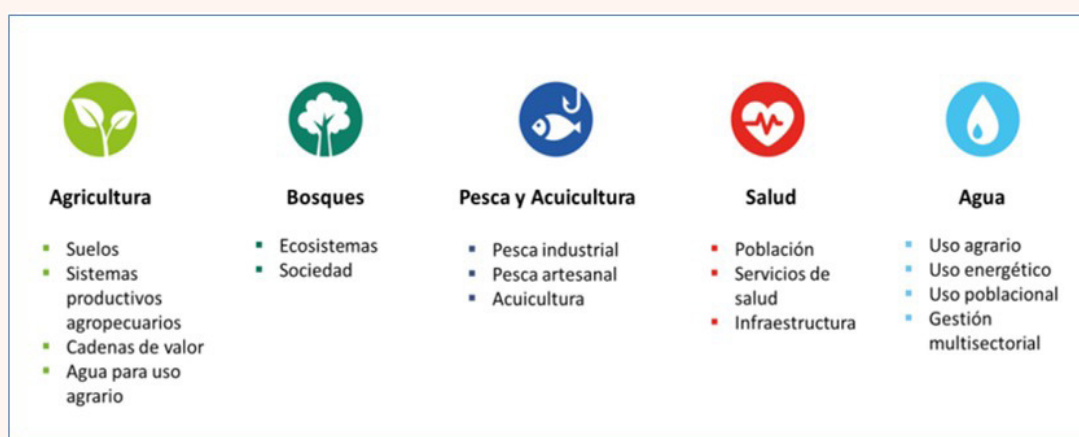 Agricultura
Suelos
Sistemas
productivos
agropecuarios
Cadenas de valor
Agua para uso
agrario
Bosques
Ecosistemas
Sociedad
Pesca y Acuicultura
Pesca industrial
Pesca artesanal
Acuicultura
Salud
Población
Servicios de
salud
Infraestructura
Agua
Uso agrario
Uso energético
Uso poblacional
Gestión
multisectorial